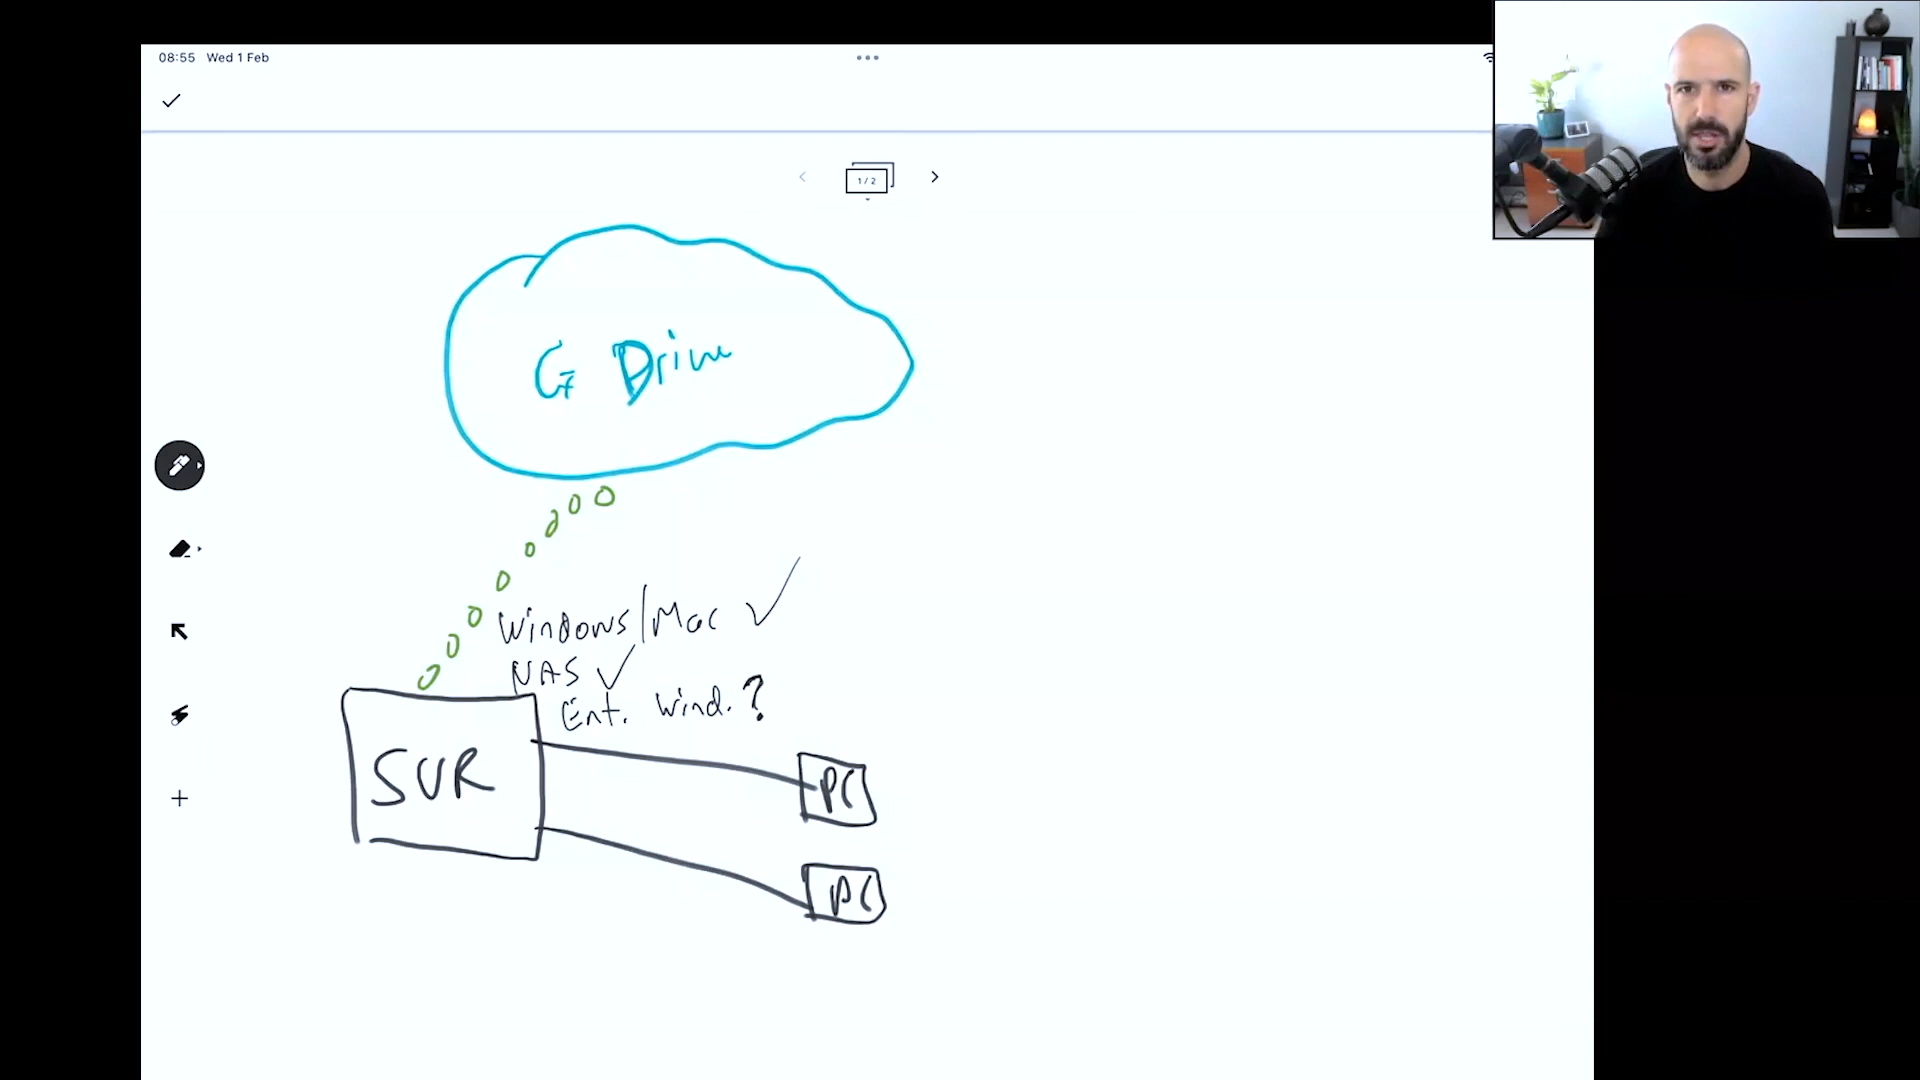 08:55 Wed 1 Feb
1/2
G Drive
Windows/Mac ✓
NAS ✓
Ent. Wind.?
SVR
PC
PC